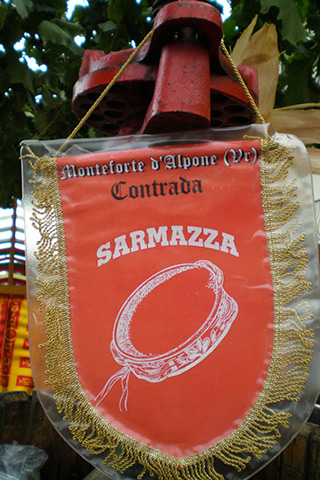 Monteforte d'Alpone (Vr)
Contrada
SARMAZZA